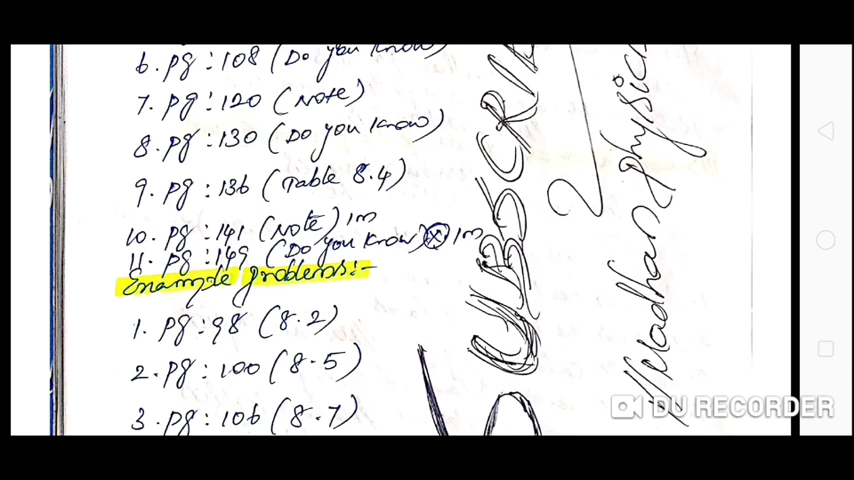 6. pg : 108 (Do you know)
7. pg : 120 (Note)
8. pg : 130 (Do you know)
9. pg : 136 (Table 8.4)
10. pg : 141 (Note) 1m
11. pg : 149 (Do you know) 1m
Example problems:-
1. pg : 98 (8.2)
2. pg : 100 (8.5)
3. pg : 106 (8.7)
SUBSCRIB
Madhan physics
DU RECORDER